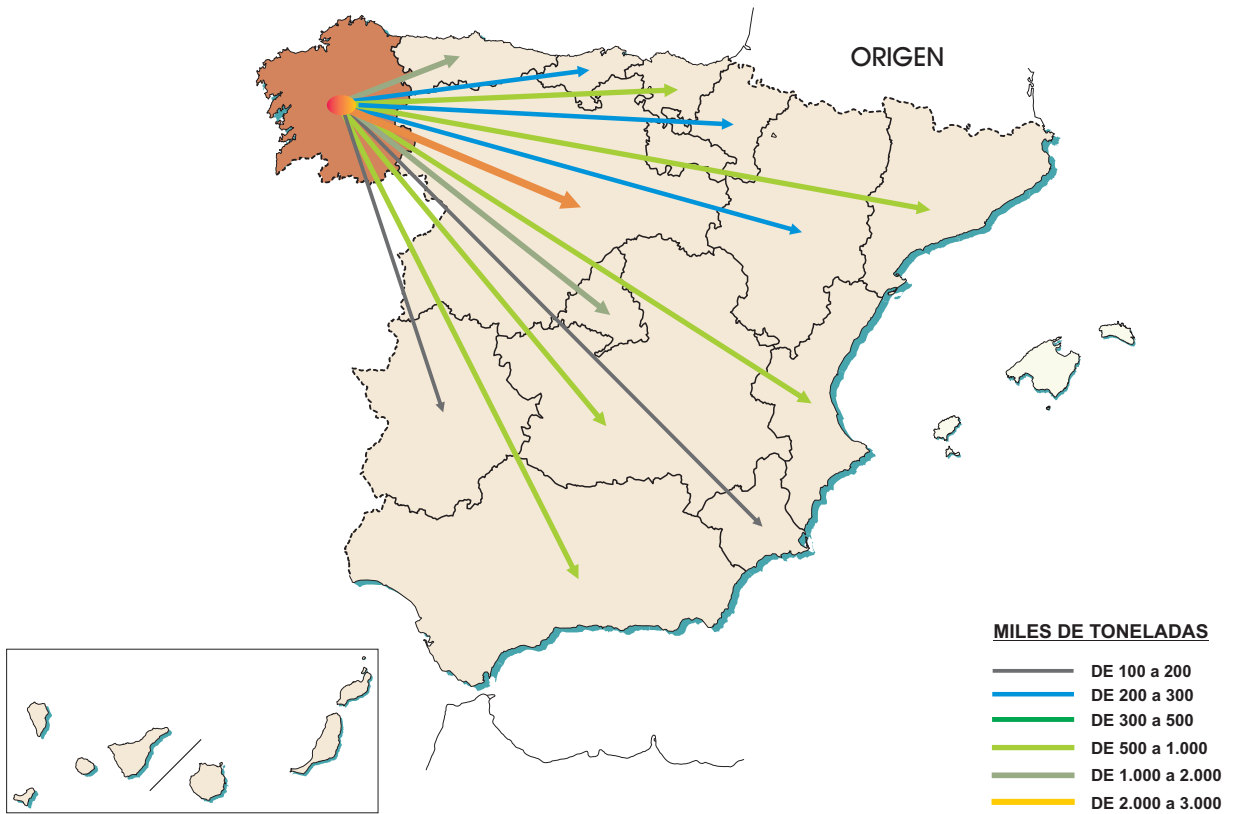 ORIGEN
MILES DE TONELADAS
DE 100 a 200
DE 200 a 300
DE 300 a 500
DE 500 a 1.000
DE 1.000 a 2.000
DE 2.000 a 3.000